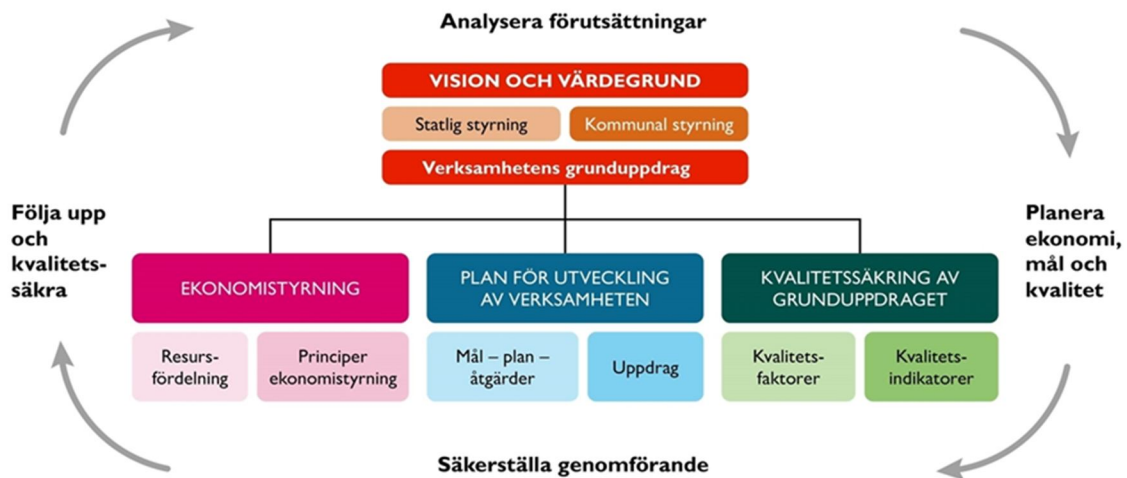 Analysera förutsättningar
VISION OCH VÄRDEGRUND
Statlig styrning
Kommunal styrning
Verksamhetens grunduppdrag
Följa upp
och
kvalitets-
säkra
Planera
ekonomi,
mål och
kvalitet
EKONOMISTYRNING
PLAN FÖR UTVECKLING
AV VERKSAMHETEN
KVALITETSSÄKRING AV
GRUNDUPPDRAGET
Resurs-
fördelning
Principer
ekonomistyrning
Mål – plan –
åtgärder
Uppdrag
Kvalitets-
faktorer
Kvalitets-
indikatorer
Säkerställa genomförande